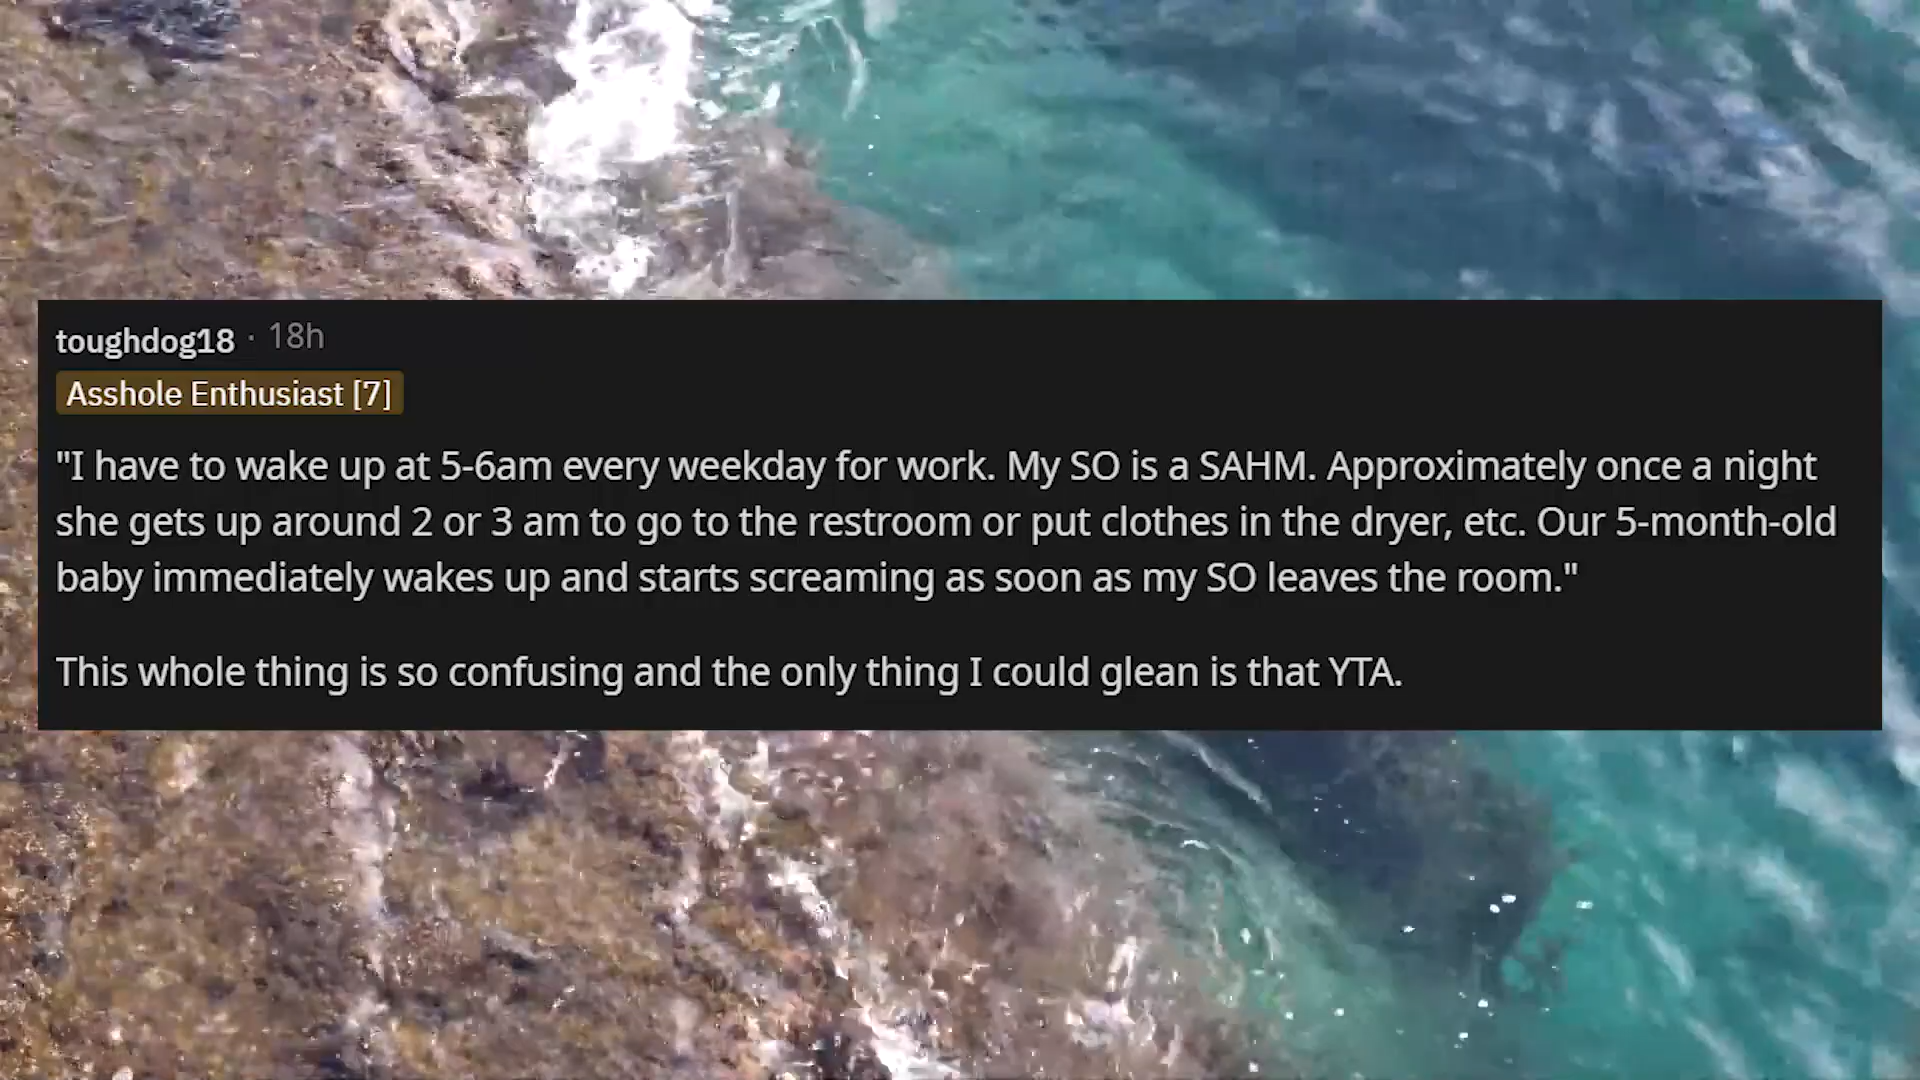 toughdog18 · 18h
Asshole Enthusiast [7]
"I have to wake up at 5-6am every weekday for work. My SO is a SAHM. Approximately once a night
she gets up around 2 or 3 am to go to the restroom or put clothes in the dryer, etc. Our 5-month-old
baby immediately wakes up and starts screaming as soon as my SO leaves the room."
This whole thing is so confusing and the only thing I could glean is that YTA.